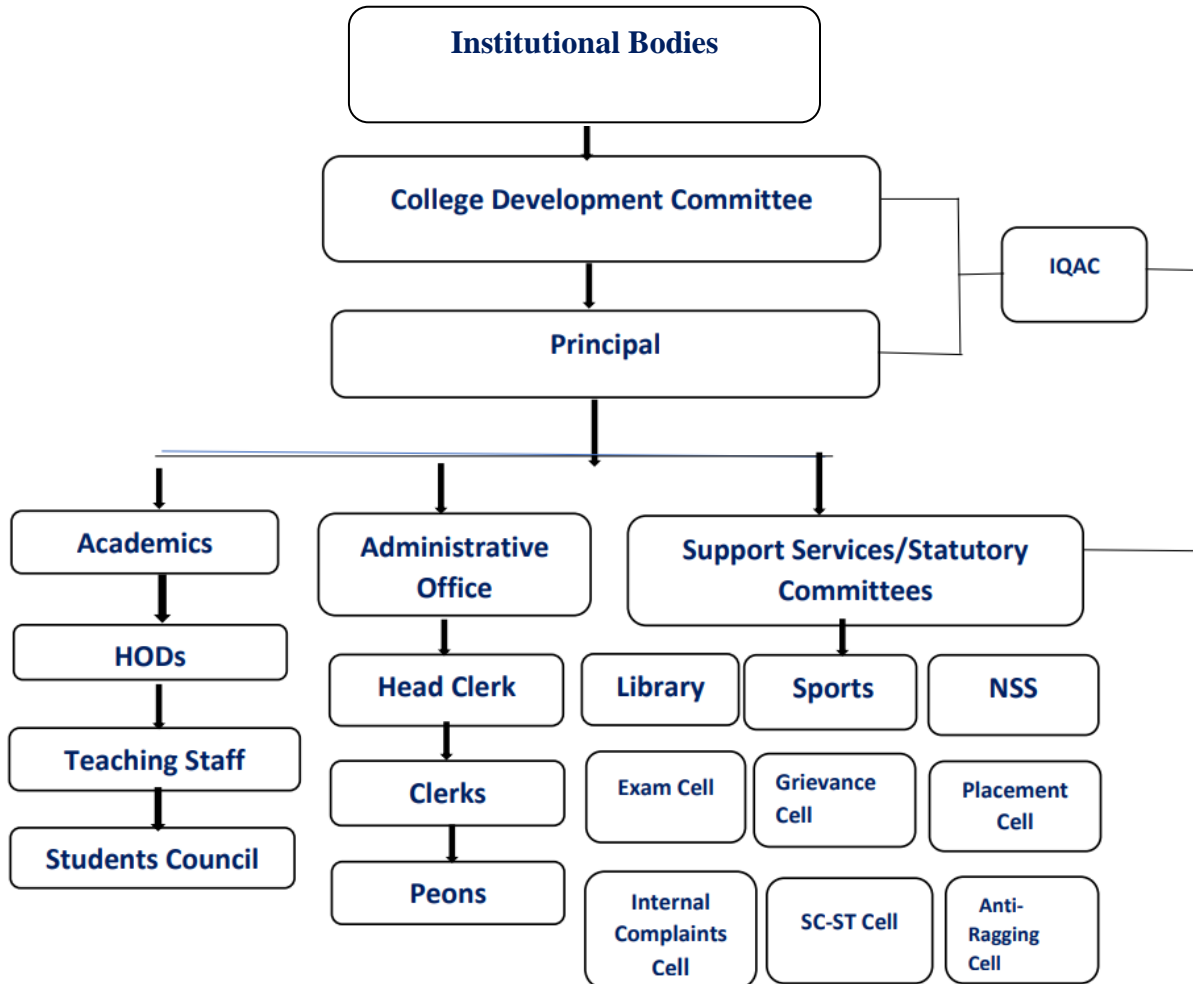 Institutional Bodies
College Development Committee
IQAC
Principal
Academics
Administrative
Office
Support Services/Statutory
Committees
HODs
Head Clerk
Library
Sports
NSS
Teaching Staff
Clerks
Exam Cell
Grievance
Cell
Placement
Cell
Students Council
Peons
Internal
Complaints
Cell
SC-ST Cell
Anti-
Ragging
Cell